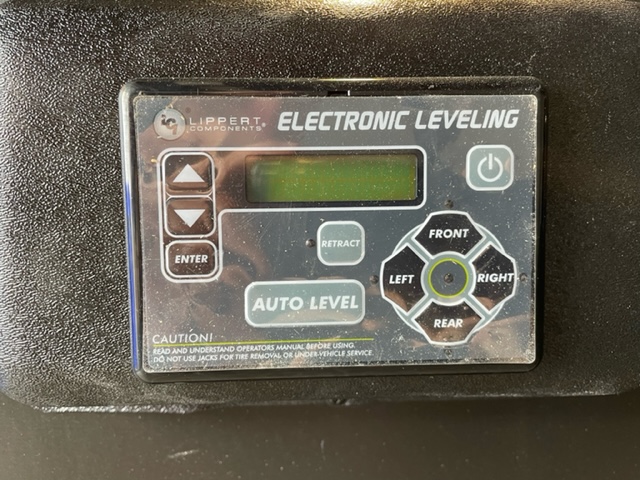 LCI LIPPERT®
COMPONENTS®
ELECTRONIC LEVELING
ENTER
RETRACT
AUTO LEVEL
FRONT
LEFT
RIGHT
REAR
CAUTION!
READ AND UNDERSTAND OPERATORS MANUAL BEFORE USING.
DO NOT USE JACKS FOR TIRE REMOVAL OR UNDER-VEHICLE SERVICE.